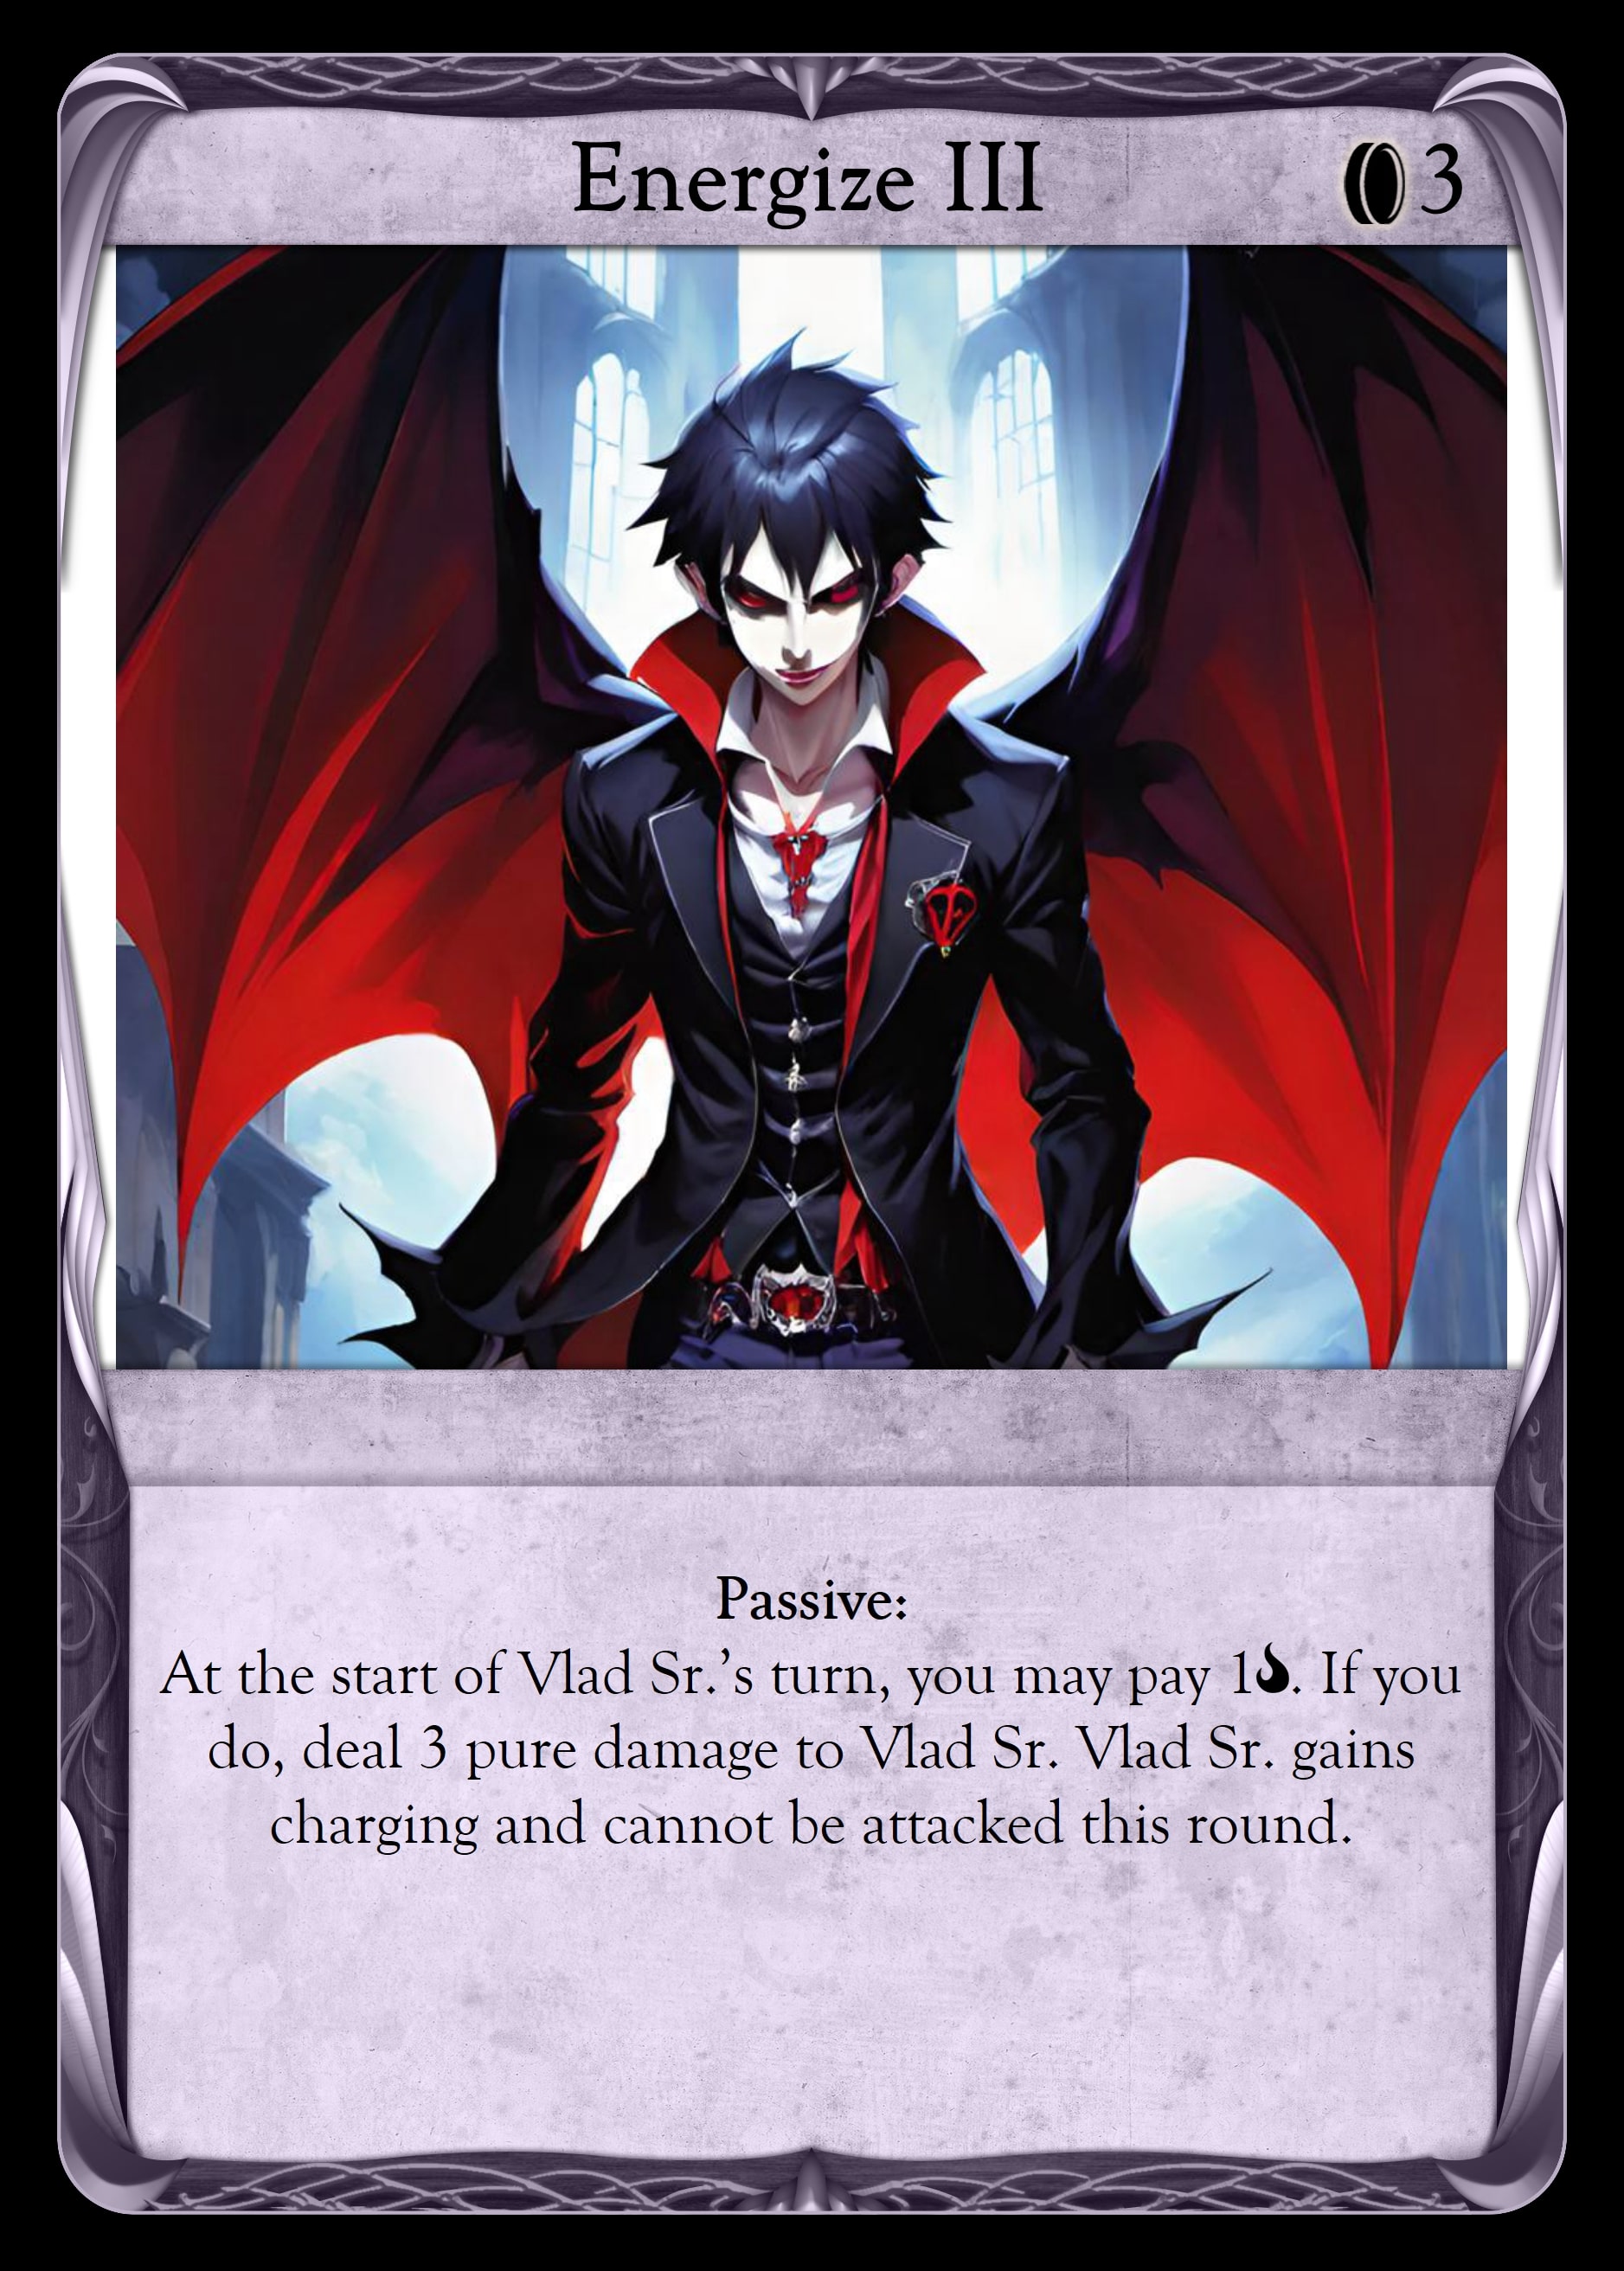 Energize III
3
Passive:
At the start of Vlad Sr.’s turn, you may pay 1. If you
do, deal 3 pure damage to Vlad Sr. Vlad Sr. gains
charging and cannot be attacked this round.